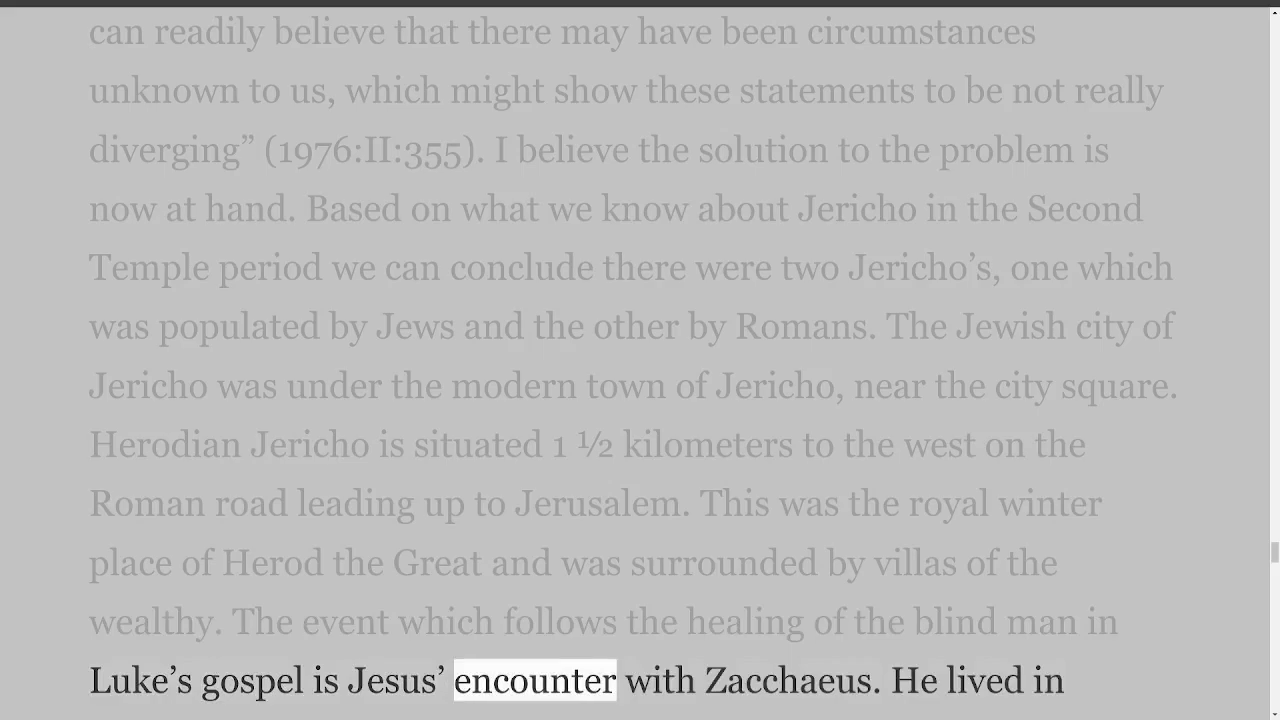 can readily believe that there may have been circumstances
unknown to us, which might show these statements to be not really
diverging” (1976:II:355). I believe the solution to the problem is
now at hand. Based on what we know about Jericho in the Second
Temple period we can conclude there were two Jericho’s, one which
was populated by Jews and the other by Romans. The Jewish city of
Jericho was under the modern town of Jericho, near the city square.
Herodian Jericho is situated 1 ½ kilometers to the west on the
Roman road leading up to Jerusalem. This was the royal winter
place of Herod the Great and was surrounded by villas of the
wealthy. The event which follows the healing of the blind man in
Luke’s gospel is Jesus’ encounter with Zacchaeus. He lived in